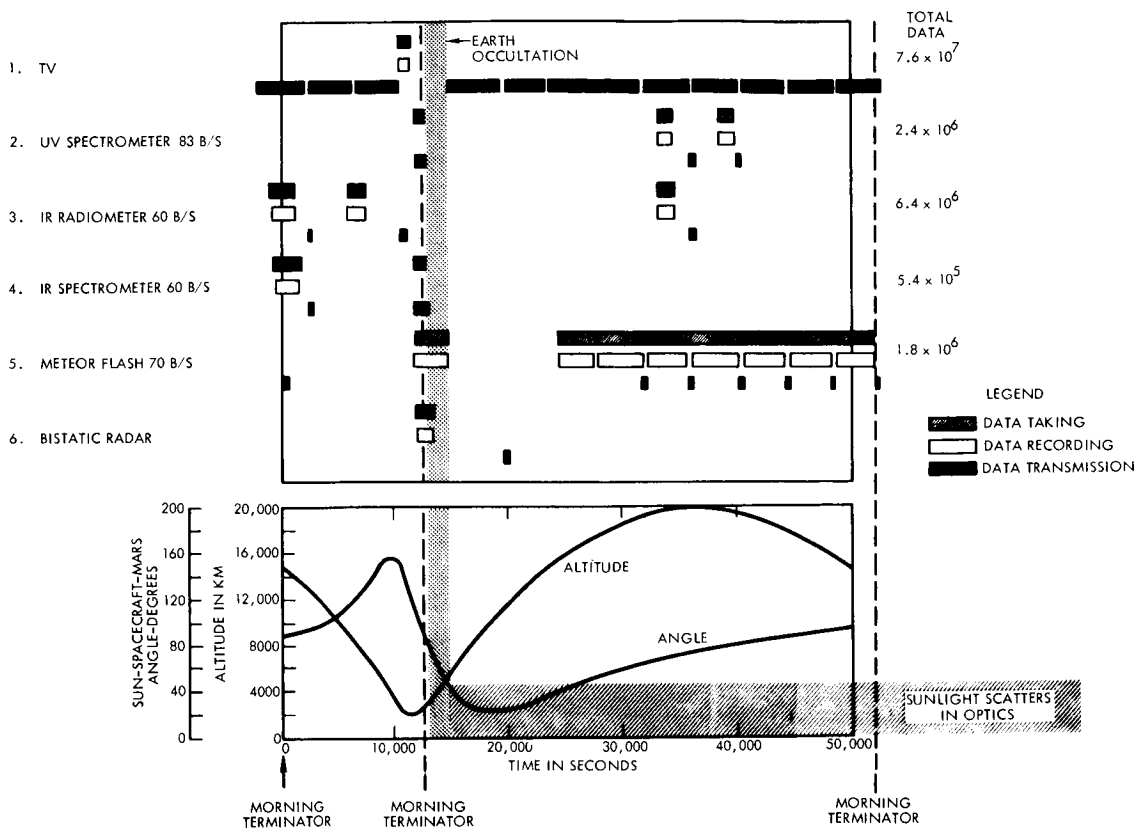 TOTAL
DATA
EARTH
OCCULTATION
1. TV
7.6 x 10^7
2. UV SPECTROMETER 83 B/S
2.4 x 10^6
3. IR RADIOMETER 60 B/S
6.4 x 10^6
4. IR SPECTROMETER 60 B/S
5.4 x 10^5
5. METEOR FLASH 70 B/S
1.8 x 10^6
6. BISTATIC RADAR
LEGEND
DATA TAKING
DATA RECORDING
DATA TRANSMISSION
SUN-SPACECRAFT-MARS
ANGLE-DEGREES
200
160
120
80
40
0
ALTITUDE IN KM
20,000
16,000
12,000
8000
4000
0
ALTITUDE
ANGLE
SUNLIGHT SCATTERS
IN OPTICS
0 10,000 20,000 30,000 40,000 50,000
TIME IN SECONDS
MORNING
TERMINATOR
MORNING
TERMINATOR
MORNING
TERMINATOR